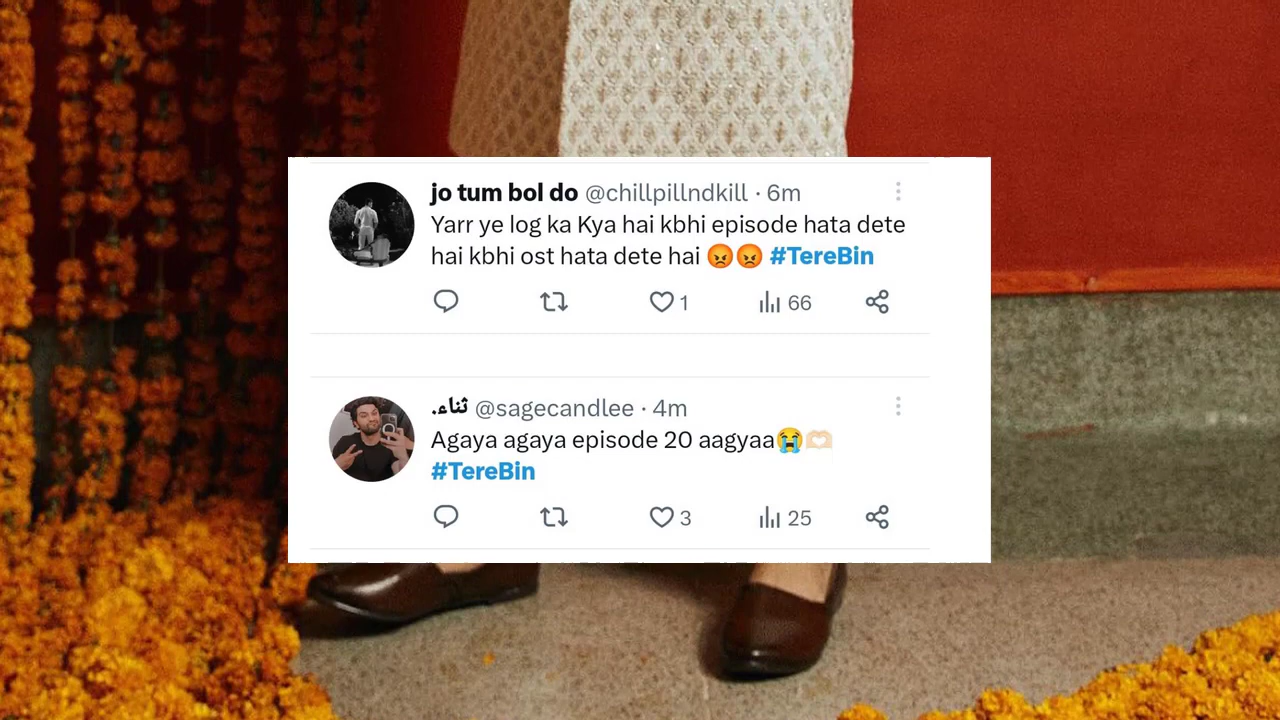 jo tum bol do @chillpillndkill · 6m
Yarr ye log ka Kya hai kbhi episode hata dete
hai kbhi ost hata dete hai 😡😡 #TereBin
1 66
ثناء. @sagecandlee · 4m
Agaya agaya episode 20 aagyaa😭🫶🏻
#TereBin
3 25